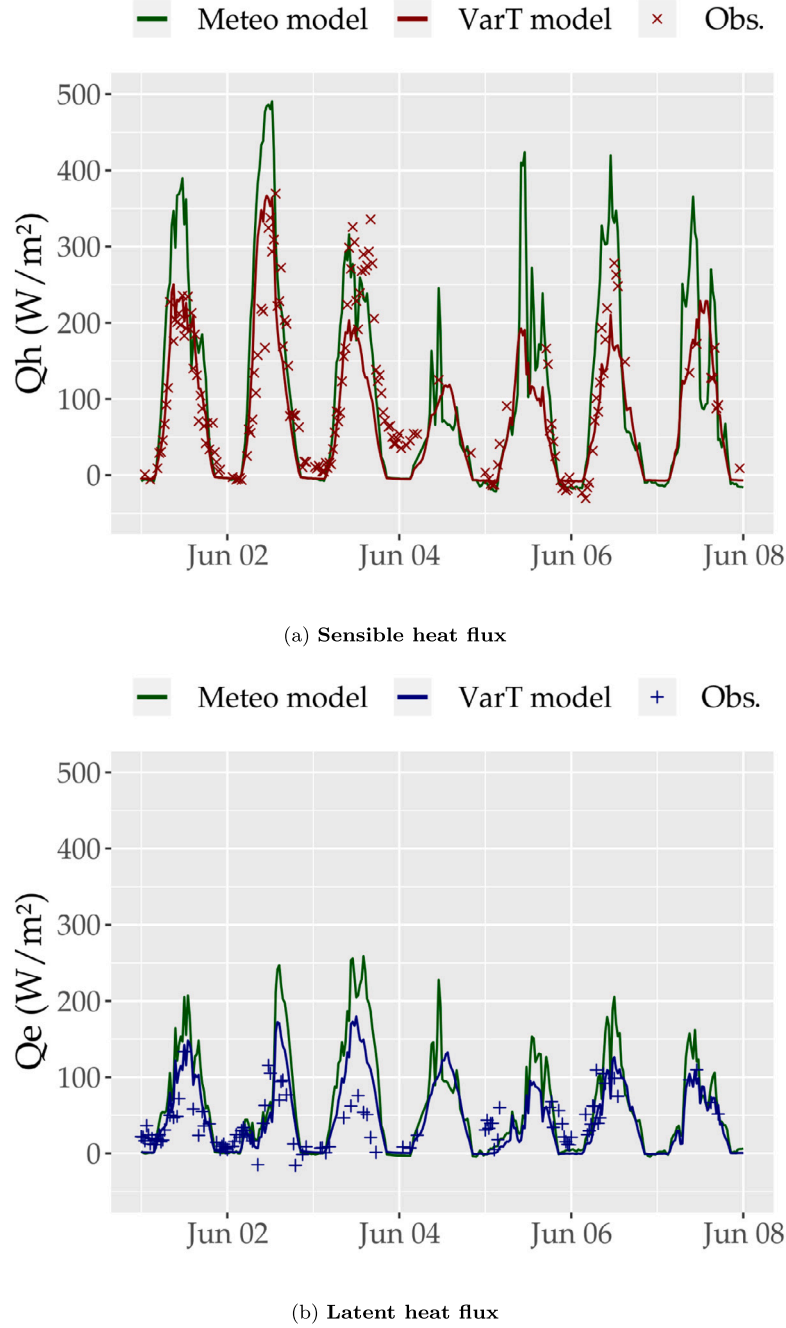 Meteo model VarT model Obs.
500
400
300
200
100
0
Qh (W/m²)
Jun 02 Jun 04 Jun 06 Jun 08
(a) Sensible heat flux
Meteo model VarT model Obs.
500
400
300
200
100
0
Qe (W/m²)
Jun 02 Jun 04 Jun 06 Jun 08
(b) Latent heat flux